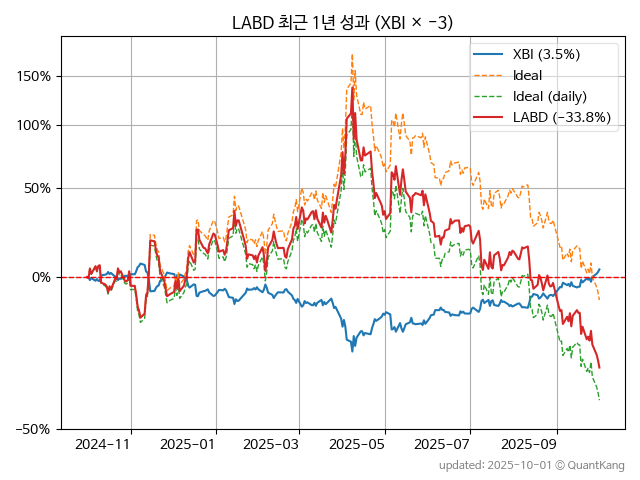 LABD 최근 1년 성과 (XBI × −3)
XBI (3.5%)
Ideal
Ideal (daily)
LABD (−33.8%)
150%
100%
50%
0%
−50%
2024−11
2025−01
2025−03
2025−05
2025−07
2025−09
updated: 2025-10-01 © QuantKang